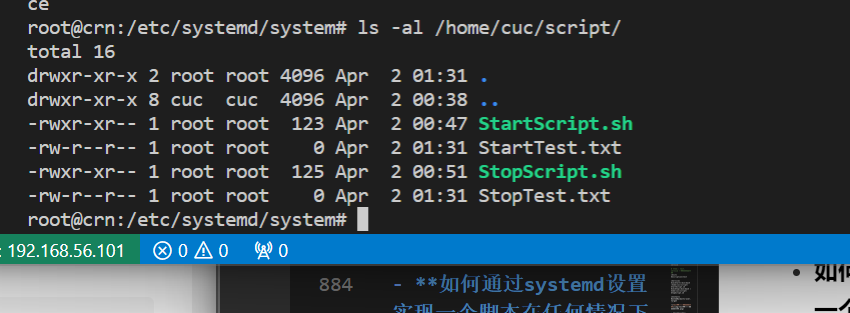 ce
root@crn:/etc/systemd/system# ls -al /home/cuc/script/
total 16
drwxr-xr-x 2 root root 4096 Apr  2 01:31 .
drwxr-xr-x 8 cuc  cuc  4096 Apr  2 00:38 ..
-rwxr-xr-- 1 root root  123 Apr  2 00:47 StartScript.sh
-rw-r--r-- 1 root root    0 Apr  2 01:31 StartTest.txt
-rwxr-xr-- 1 root root  125 Apr  2 00:51 StopScript.sh
-rw-r--r-- 1 root root    0 Apr  2 01:31 StopTest.txt
root@crn:/etc/systemd/system#
: 192.168.56.101 0 0 0
884 - **如何通过systemd设置
实现一个脚本在任何情况下
• 如何
一个